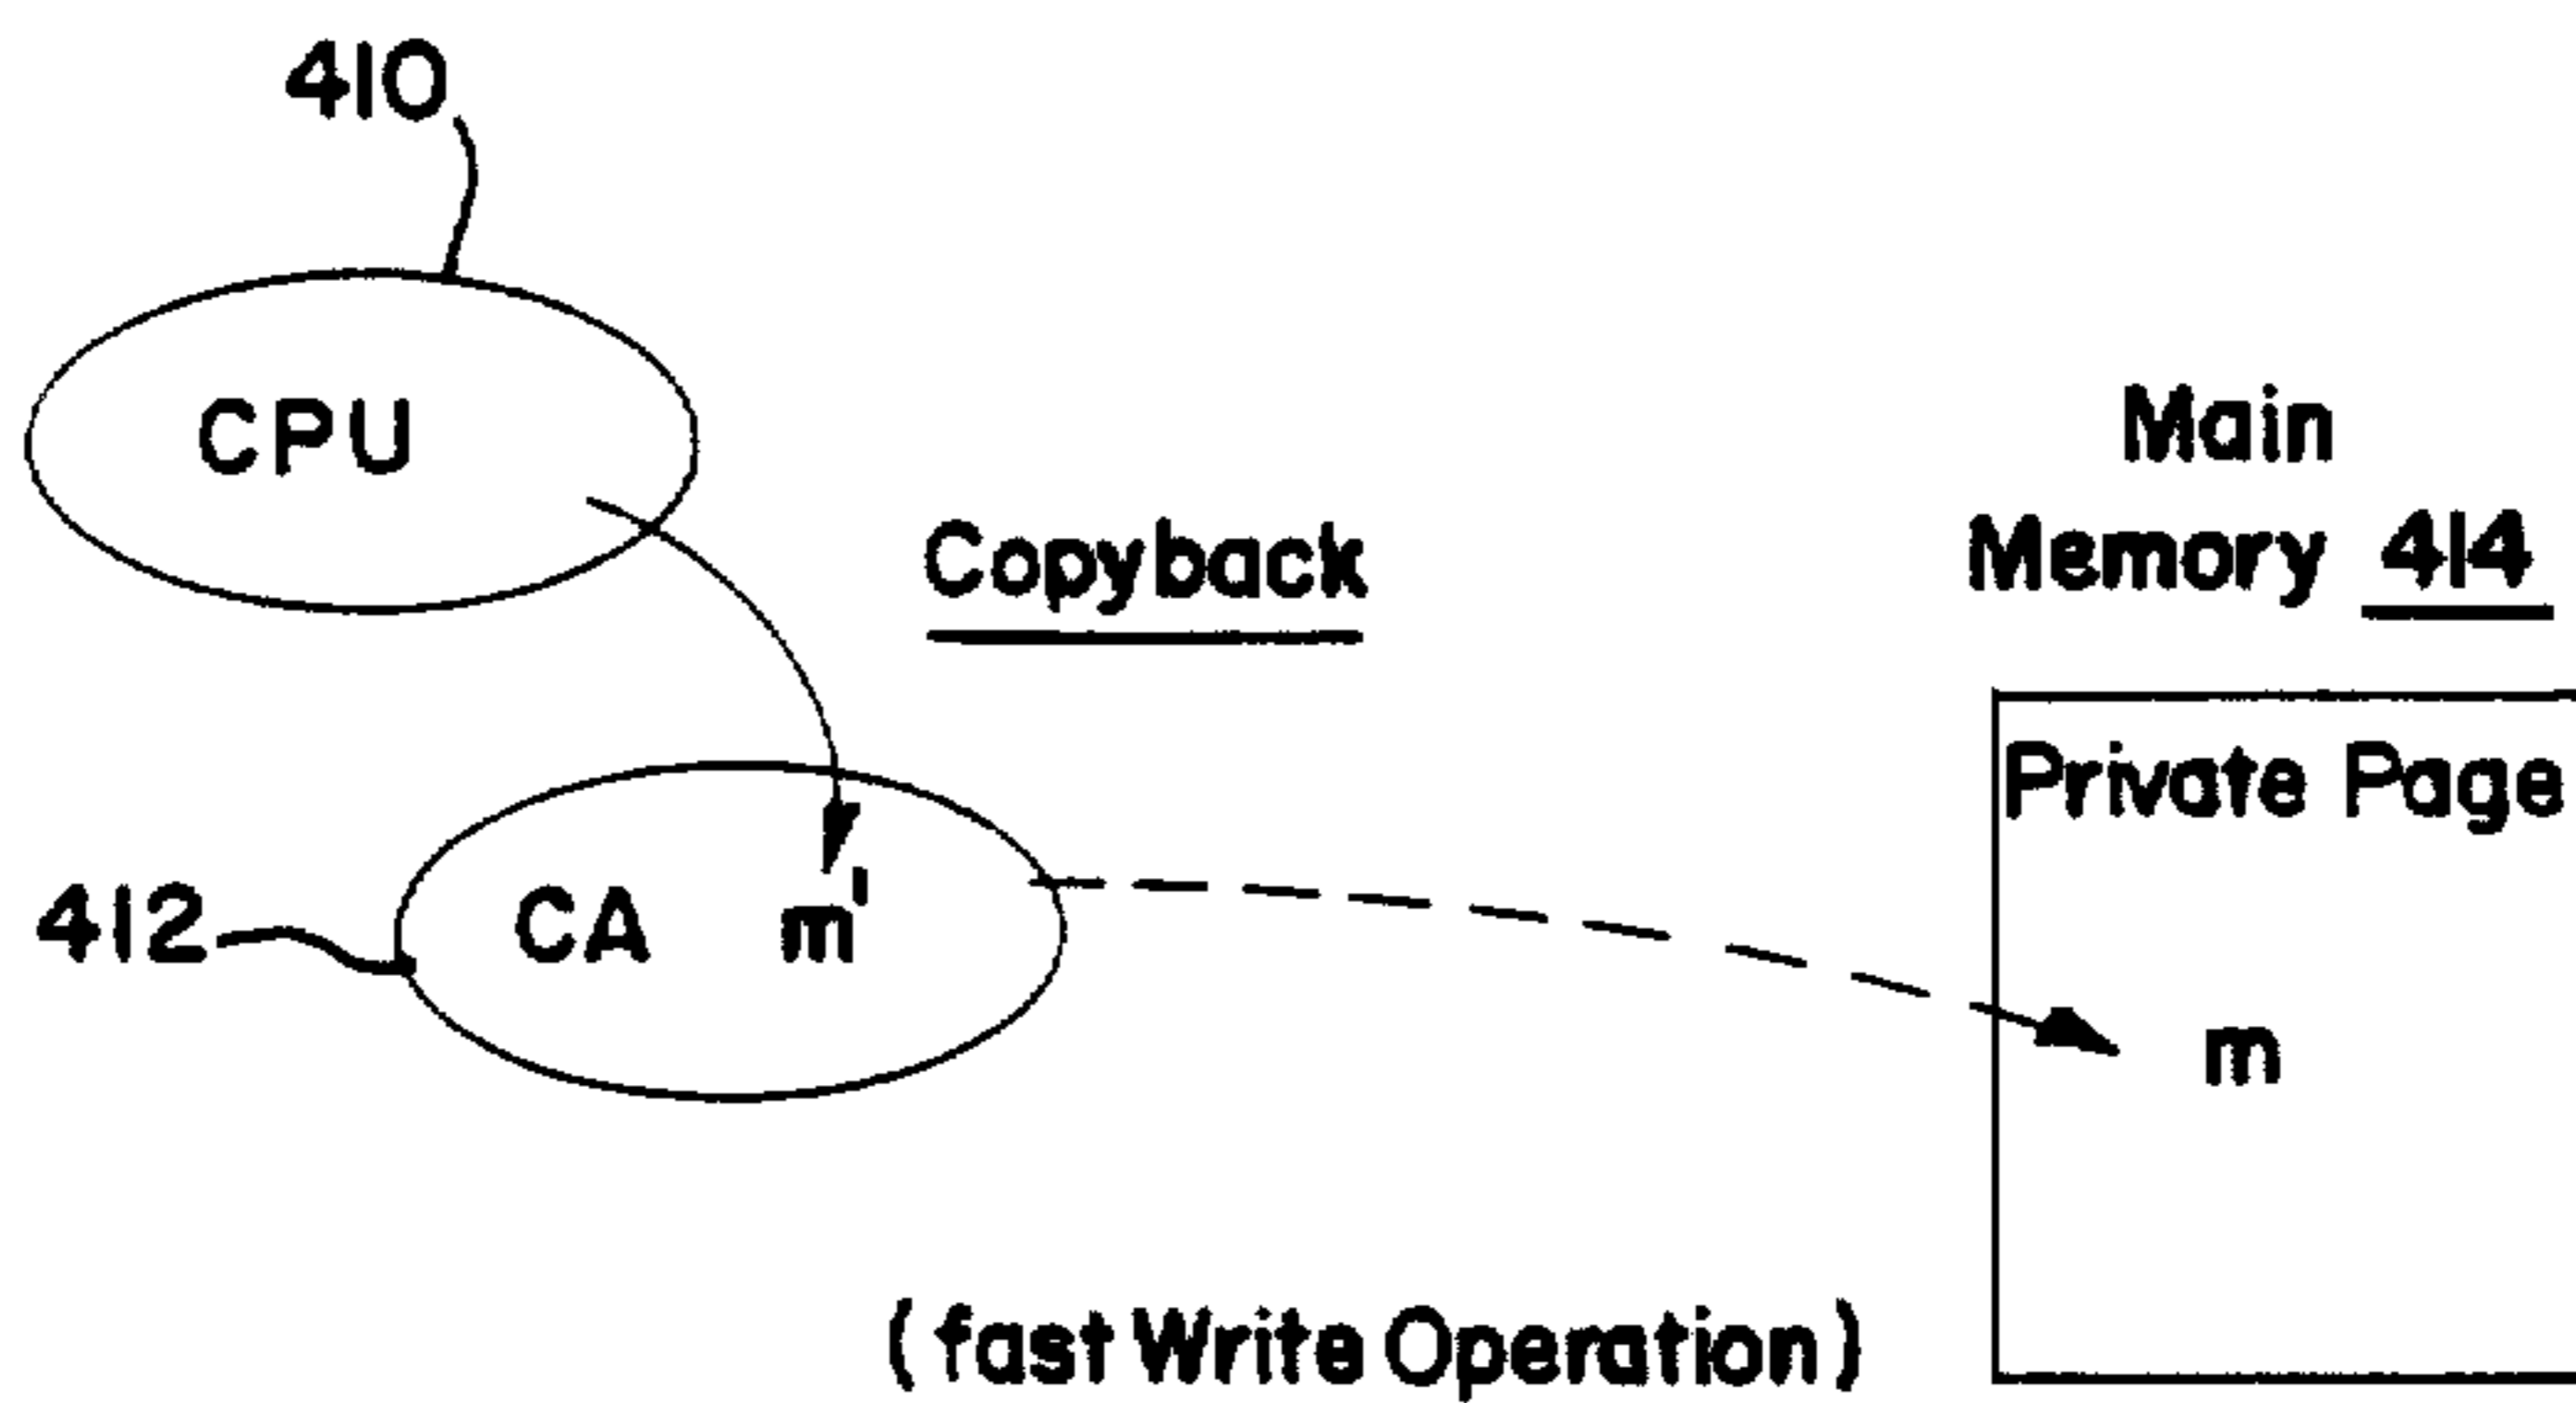 410
CPU
Copyback
Main
Memory 414
Private Page
412
CA m'
m
(fast Write Operation)